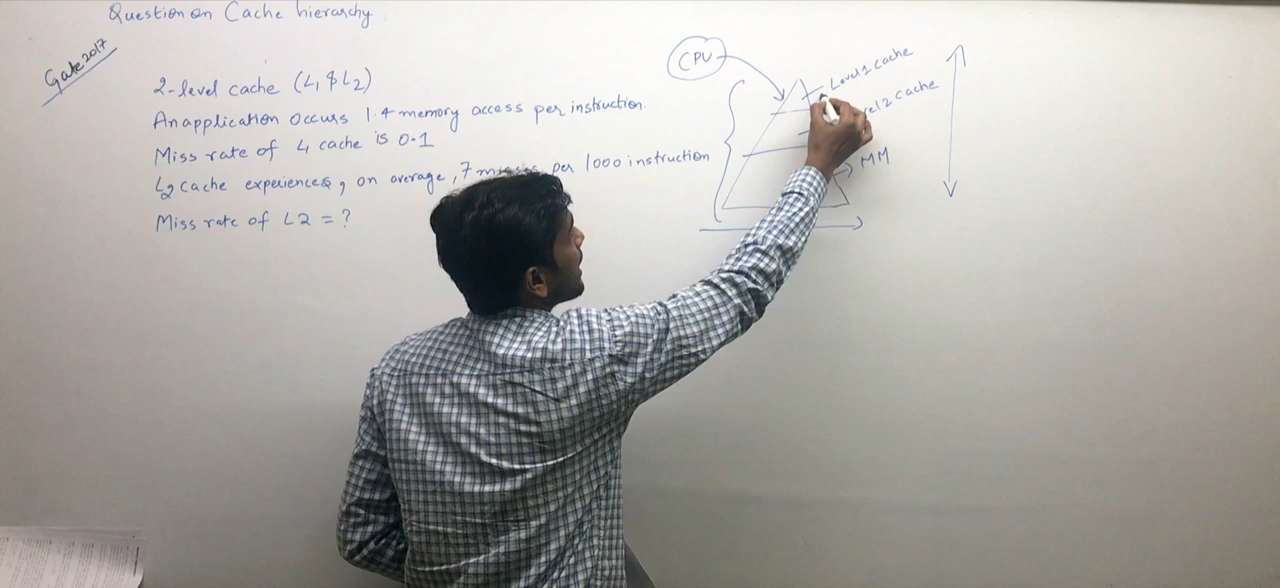 Question on Cache hierarchy
Gate 2017
2-level cache (L1 & L2)
An application occurs 1.4 memory access per instruction.
Miss rate of L1 cache is 0.1
L2 cache experiences, on average, 7 misses per 1000 instruction
Miss rate of L2 = ?
CPU
Level 1 Cache
Cache
MM